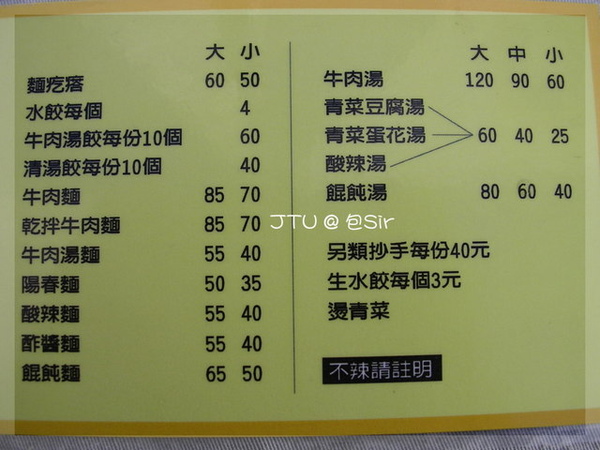 大 小
麵疙瘩 60 50
水餃每個 4
牛肉湯餃每份10個 60
清湯餃每份10個 40
牛肉麵 85 70
乾拌牛肉麵 85 70
牛肉湯麵 55 40
陽春麵 50 35
酸辣麵 55 40
酢醬麵 55 40
餛飩麵 65 50
大 中 小
牛肉湯 120 90 60
青菜豆腐湯
青菜蛋花湯 60 40 25
酸辣湯
餛飩湯 80 60 40
另類抄手每份40元
生水餃每個3元
燙青菜
不辣請註明
JTU@包Sir